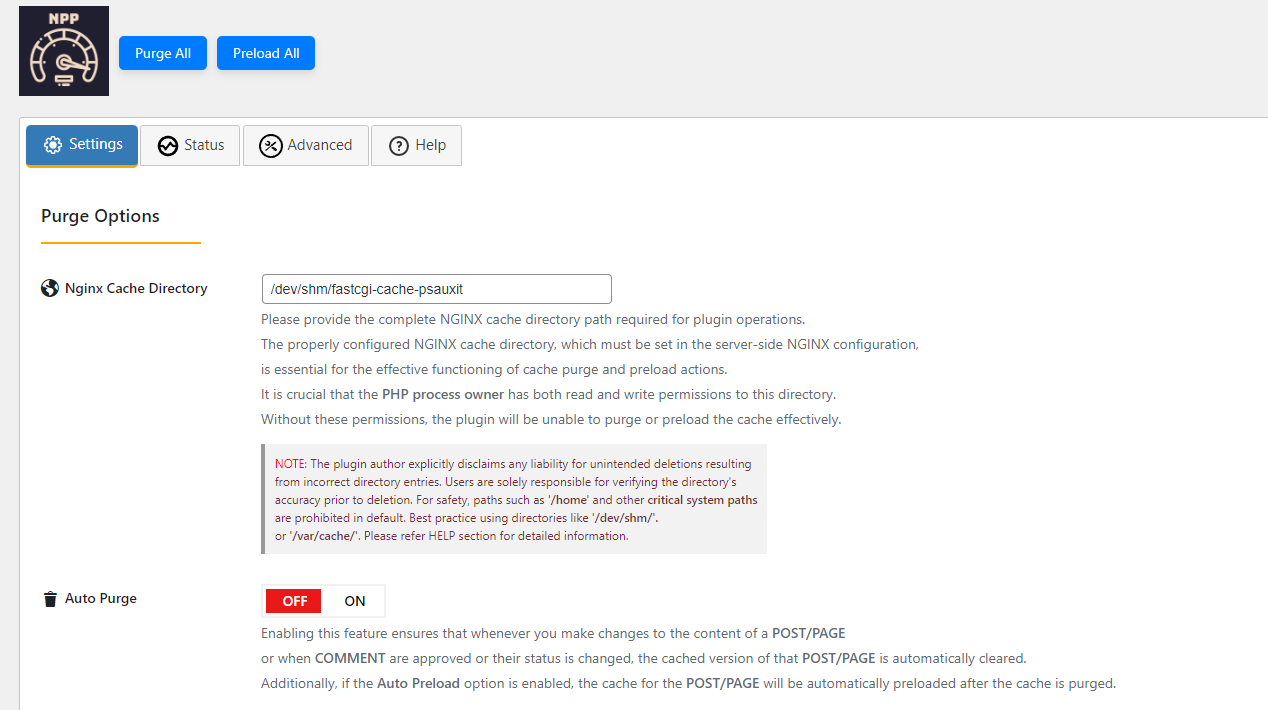 NPP
Purge All
Preload All
Settings
Status
Advanced
Help
Purge Options
Nginx Cache Directory
/dev/shm/fastcgi-cache-psauxit
Please provide the complete NGINX cache directory path required for plugin operations.
The properly configured NGINX cache directory, which must be set in the server-side NGINX configuration,
is essential for the effective functioning of cache purge and preload actions.
It is crucial that the PHP process owner has both read and write permissions to this directory.
Without these permissions, the plugin will be unable to purge or preload the cache effectively.
NOTE: The plugin author explicitly disclaims any liability for unintended deletions resulting
from incorrect directory entries. Users are solely responsible for verifying the directory's
accuracy prior to deletion. For safety, paths such as '/home' and other critical system paths
are prohibited in default. Best practice using directories like '/dev/shm/'.
or '/var/cache/'. Please refer HELP section for detailed information.
Auto Purge
OFF
ON
Enabling this feature ensures that whenever you make changes to the content of a POST/PAGE
or when COMMENT are approved or their status is changed, the cached version of that POST/PAGE is automatically cleared.
Additionally, if the Auto Preload option is enabled, the cache for the POST/PAGE will be automatically preloaded after the cache is purged.